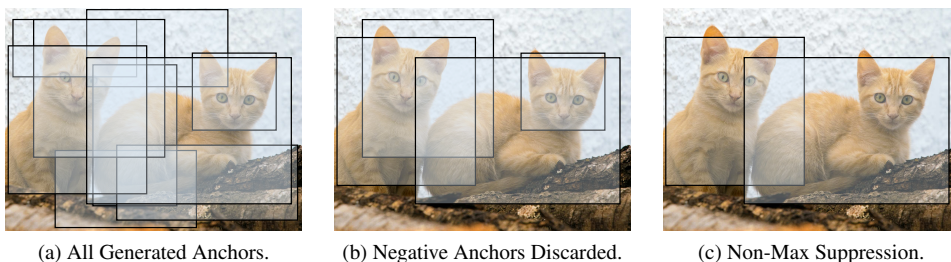 (a) All Generated Anchors.
(b) Negative Anchors Discarded.
(c) Non-Max Suppression.